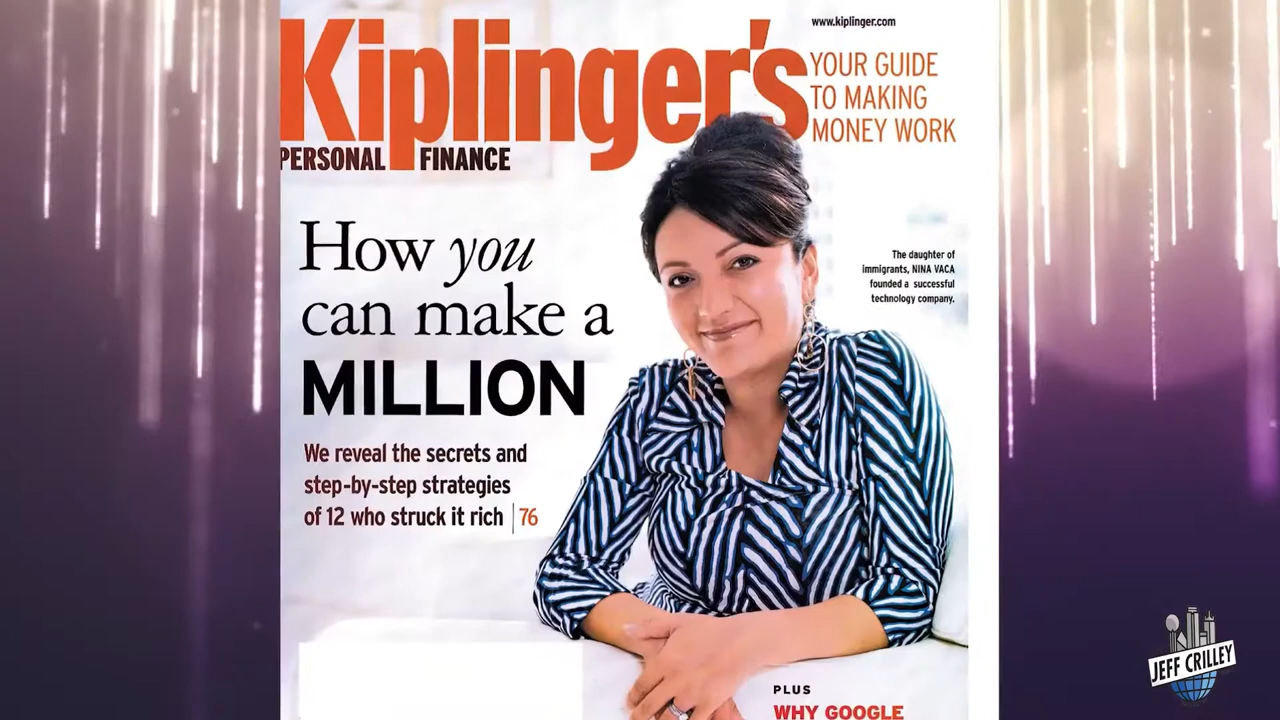 www.kiplinger.com
Kiplinger's
PERSONAL FINANCE
YOUR GUIDE
TO MAKING
MONEY WORK
The daughter of
immigrants, NINA VACA
founded a successful
technology company.
How you
can make a
MILLION
We reveal the secrets and
step-by-step strategies
of 12 who struck it rich | 76
PLUS
WHY GOOGLE
JEFF CRILLEY